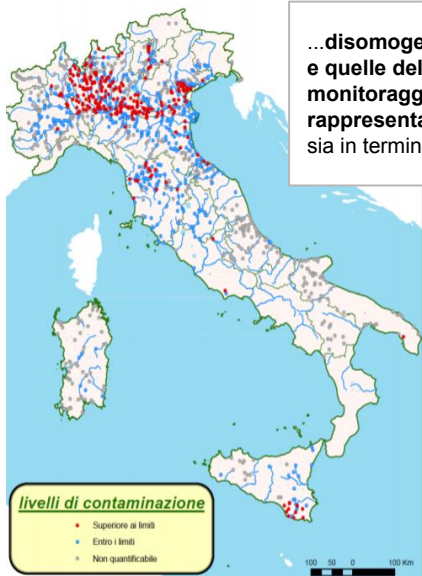 ...disomoge
e quelle del
monitoragg
rappresenta
sia in termin
livelli di contaminazione
Superiore ai limiti
Entro i limiti
Non quantificabile
100 50 0 100 Km